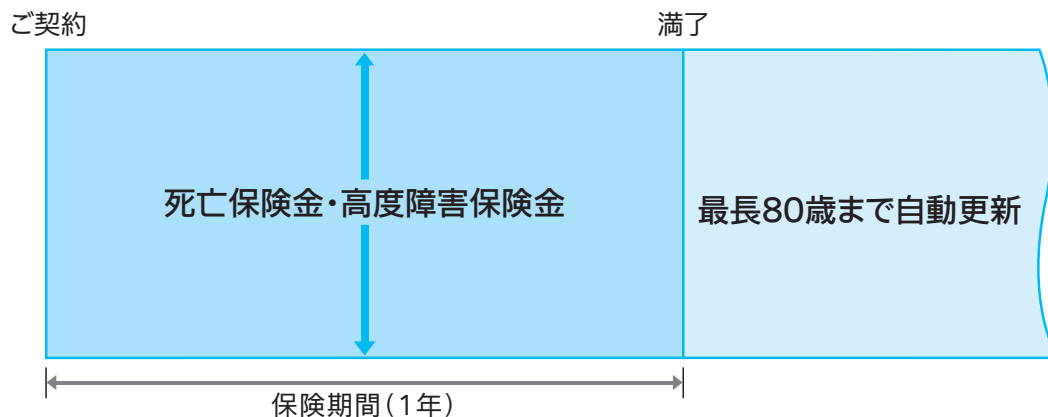 ご契約
満了
死亡保険金・高度障害保険金
最長80歳まで自動更新
保険期間（1年）